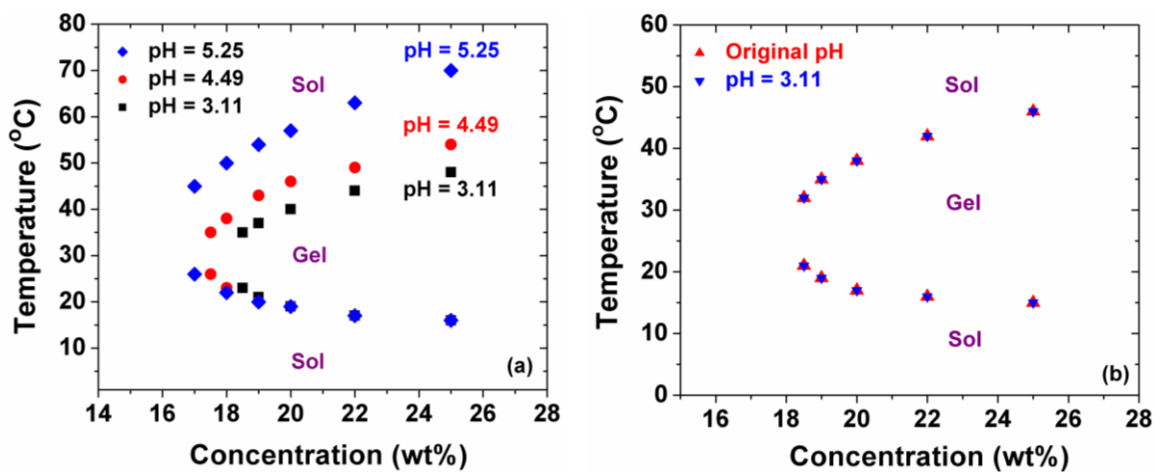 80
70
60
50
40
30
20
10
Temperature (°C)
pH = 5.25
pH = 4.49
pH = 3.11
Sol
pH = 5.25
pH = 4.49
pH = 3.11
Gel
Sol
(a)
14 16 18 20 22 24 26 28
Concentration (wt%)
60
50
40
30
20
10
0
Temperature (°C)
Original pH
pH = 3.11
Sol
Gel
Sol
(b)
16 18 20 22 24 26 28
Concentration (wt%)